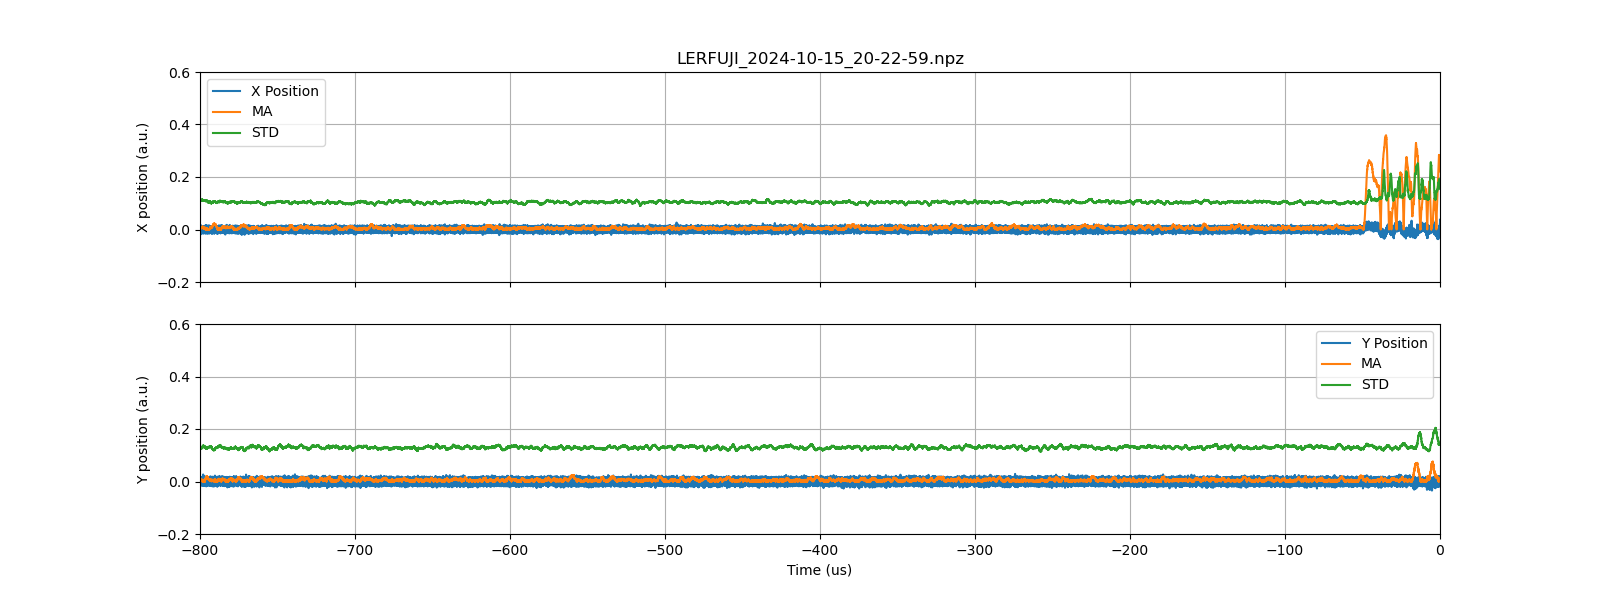 LERFUJI_2024-10-15_20-22-59.npz
X position (a.u.)
0.6
0.4
0.2
0.0
−0.2
X Position
MA
STD
Y position (a.u.)
0.6
0.4
0.2
0.0
−0.2
Y Position
MA
STD
−800 −700 −600 −500 −400 −300 −200 −100 0
Time (us)